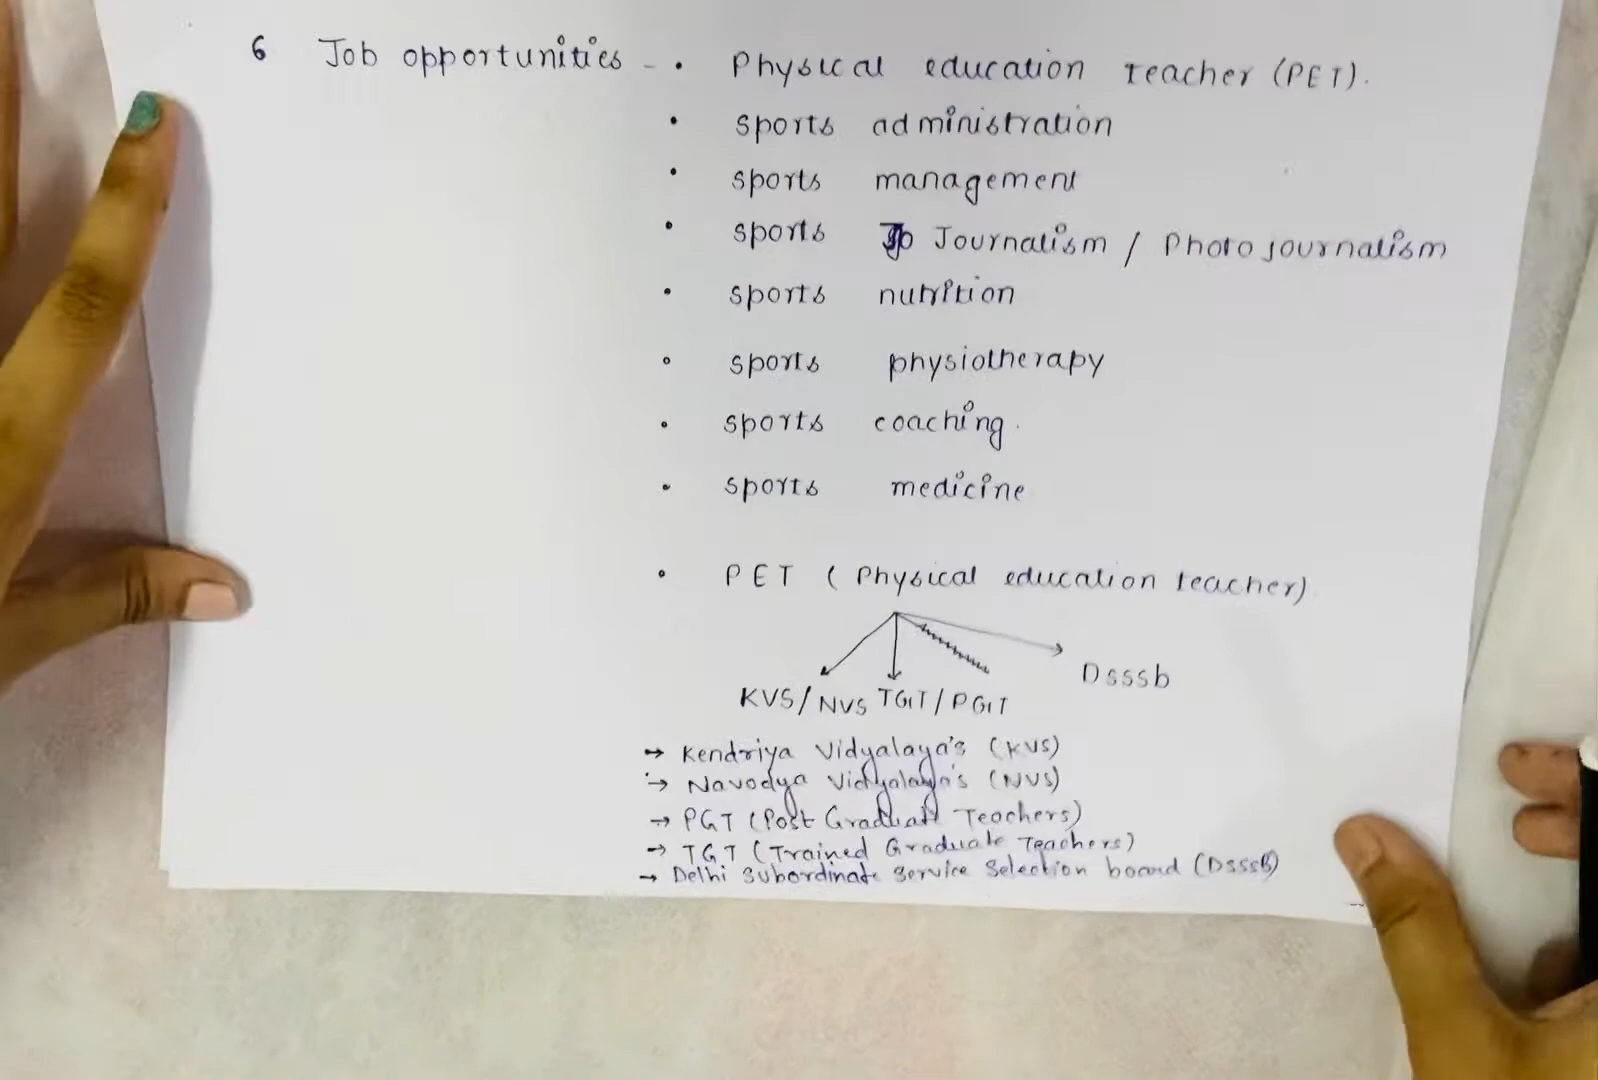 6 Job opportunities - • Physical education teacher (PET).
• sports administration
• sports management
• sports Journalism / Photo journalism
• sports nutrition
• sports physiotherapy
• sports coaching.
• sports medicine
• PET (Physical education teacher)
Dsssb
KVS/NVS TGT/PGT
→ Kendriya Vidyalaya's (KVS)
→ Navodya Vidyalaya's (NVS)
→ PGT (Post Graduate Teachers)
→ TGT (Trained Graduate Teachers)
→ Delhi Subordinate Service Selection board (DsssB)